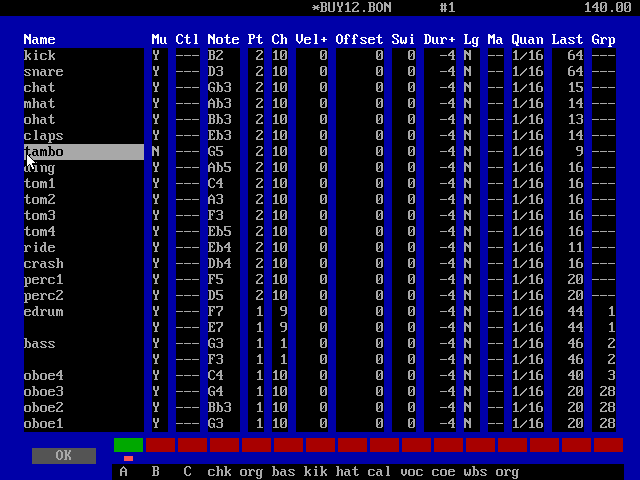 *BUY12.BON #1 140.00
Name Mu Ctl Note Pt Ch Vel+ Offset Swi Dur+ Lg Ma Quan Last Grp
kick Y --- B2 2 10 0 0 0 -4 N -- 1/16 64 ---
snare Y --- D3 2 10 0 0 0 -4 N -- 1/16 64 ---
chat Y --- Gb3 2 10 0 0 0 -4 N -- 1/16 15 ---
mhat Y --- Ab3 2 10 0 0 0 -4 N -- 1/16 14 ---
ohat Y --- Bb3 2 10 0 0 0 -4 N -- 1/16 13 ---
claps Y --- Eb3 2 10 0 0 0 -4 N -- 1/16 14 ---
tambo N --- G5 2 10 0 0 0 -4 N -- 1/16 9 ---
ding Y --- Ab5 2 10 0 0 0 -4 N -- 1/16 16 ---
tom1 Y --- C4 2 10 0 0 0 -4 N -- 1/16 16 ---
tom2 Y --- A3 2 10 0 0 0 -4 N -- 1/16 16 ---
tom3 Y --- F3 2 10 0 0 0 -4 N -- 1/16 16 ---
tom4 Y --- Eb5 2 10 0 0 0 -4 N -- 1/16 16 ---
ride Y --- Eb4 2 10 0 0 0 -4 N -- 1/16 11 ---
crash Y --- Db4 2 10 0 0 0 -4 N -- 1/16 16 ---
perc1 Y --- F5 2 10 0 0 0 -4 N -- 1/16 20 ---
perc2 Y --- D5 2 10 0 0 0 -4 N -- 1/16 20 ---
edrum Y --- F7 1 9 0 0 0 -4 N -- 1/16 44 1
Y --- E7 1 9 0 0 0 -4 N -- 1/16 44 1
bass Y --- G3 1 1 0 0 0 -4 N -- 1/16 46 2
Y --- F3 1 1 0 0 0 -4 N -- 1/16 46 2
oboe4 Y --- C4 1 10 0 0 0 -4 N -- 1/16 40 3
oboe3 Y --- G4 1 10 0 0 0 -4 N -- 1/16 20 28
oboe2 Y --- Bb3 1 10 0 0 0 -4 N -- 1/16 20 28
oboe1 Y --- G3 1 10 0 0 0 -4 N -- 1/16 20 28
OK
A B C chk org bas kik hat cal voc coe wbs org